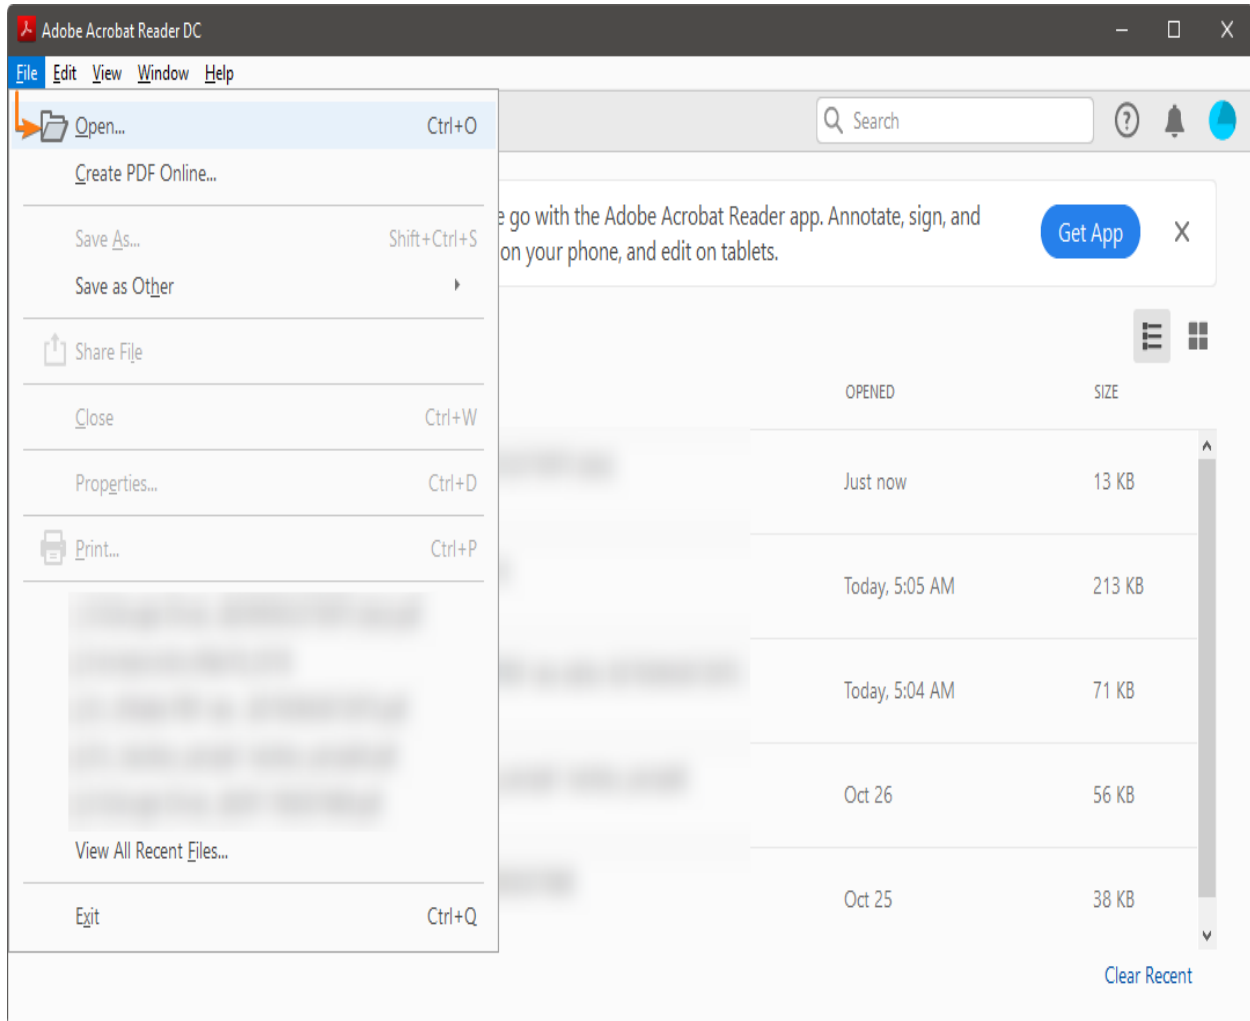 Adobe Acrobat Reader DC
File Edit View Window Help
Open... Ctrl+O
Create PDF Online...
Save As... Shift+Ctrl+S
Save as Other
Share File
Close Ctrl+W
Properties... Ctrl+D
Print... Ctrl+P
View All Recent Files...
Exit Ctrl+Q
Search
go with the Adobe Acrobat Reader app. Annotate, sign, and
on your phone, and edit on tablets.
Get App
OPENED SIZE
Just now 13 KB
Today, 5:05 AM 213 KB
Today, 5:04 AM 71 KB
Oct 26 56 KB
Oct 25 38 KB
Clear Recent